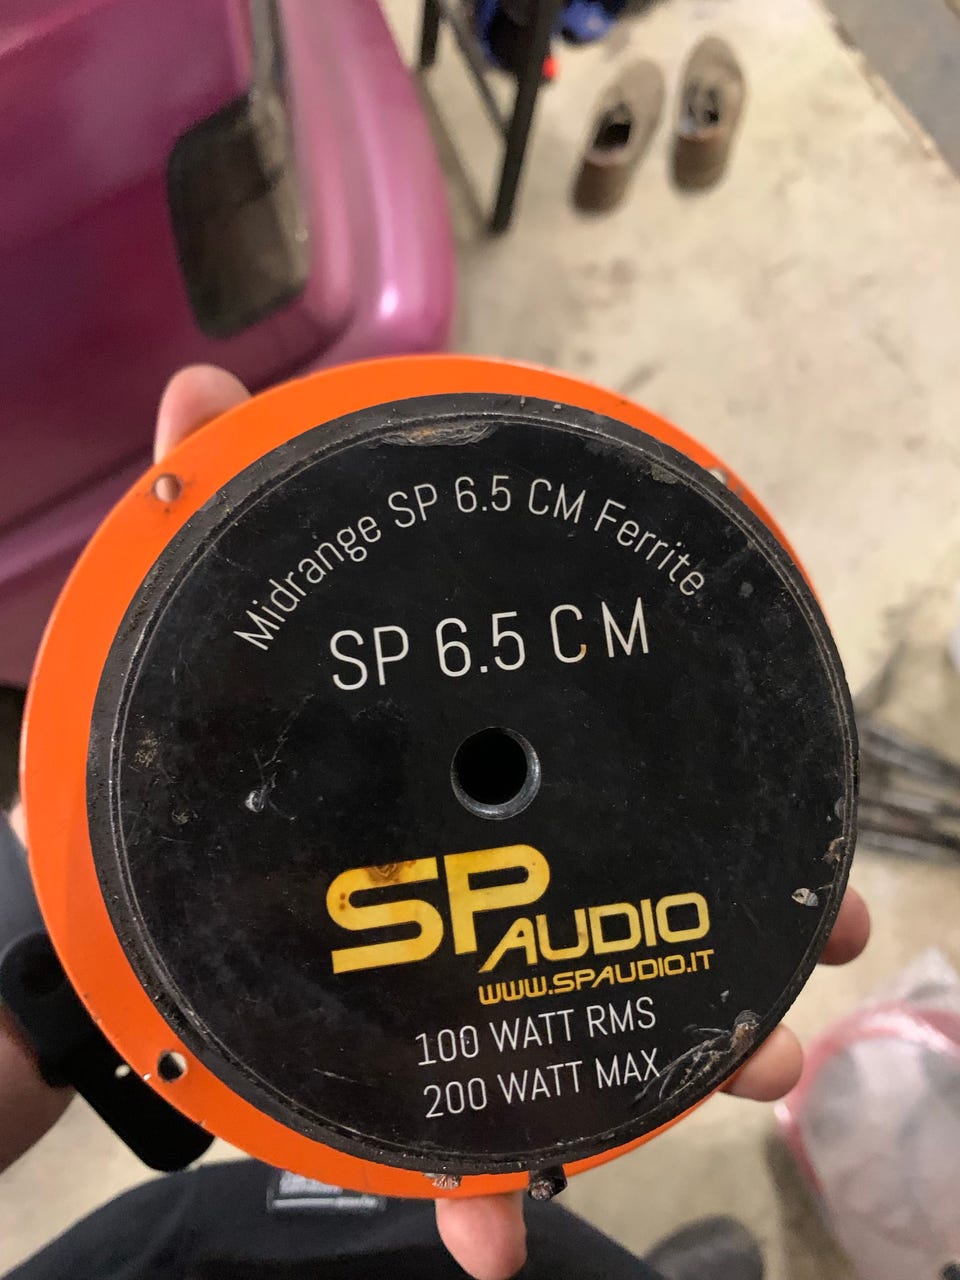 Midrange SP 6.5 CM Ferrite
SP 6.5 CM
SP AUDIO
WWW.SPAUDIO.IT
100 WATT RMS
200 WATT MAX